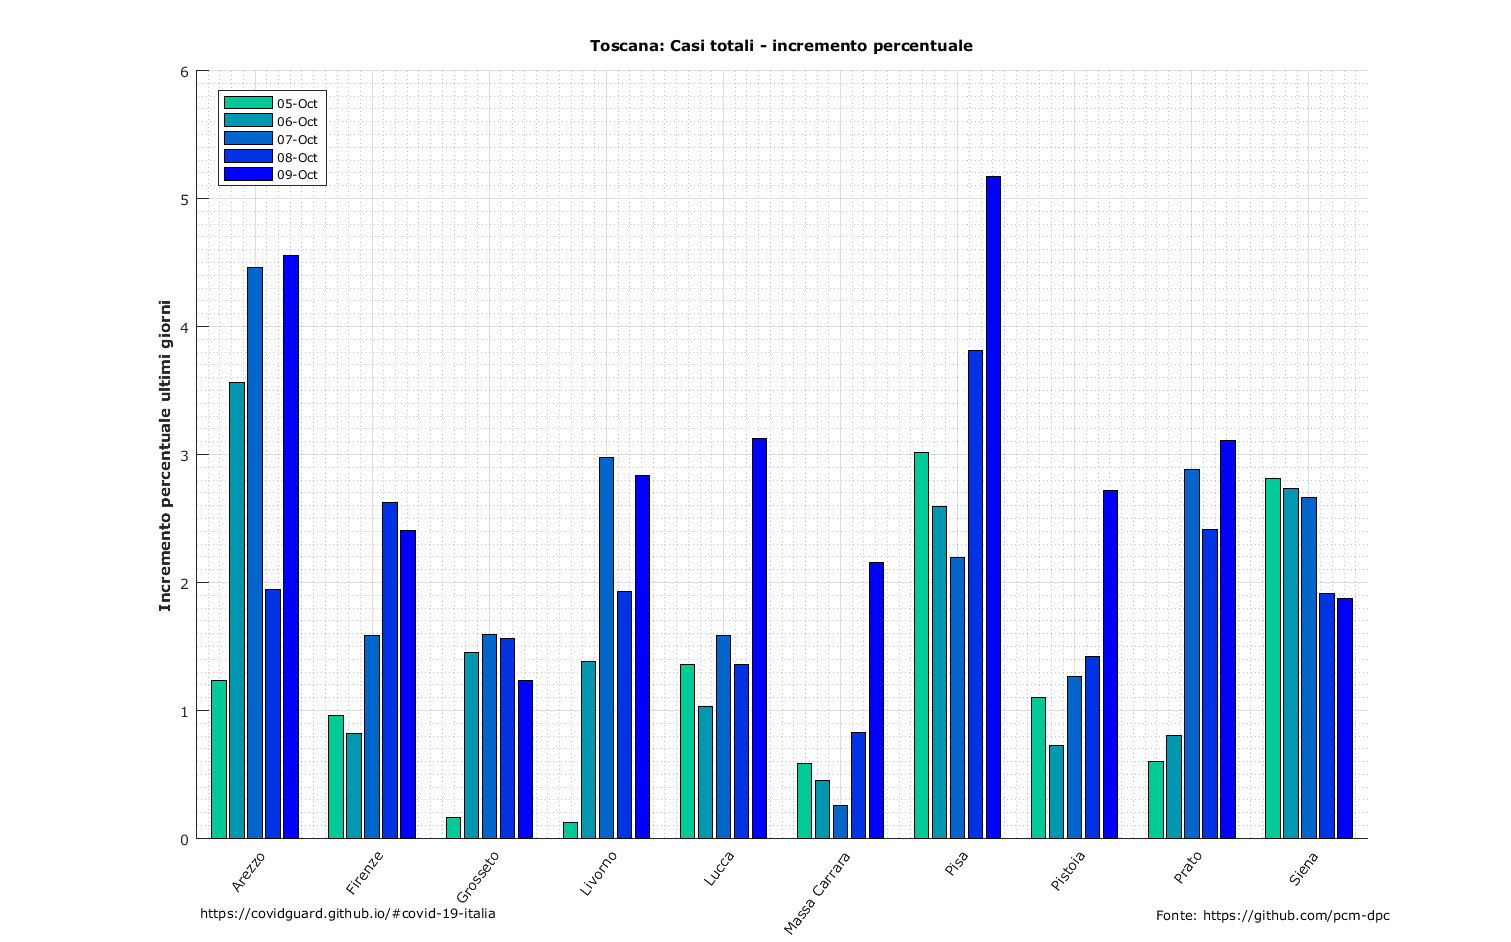 Toscana: Casi totali - incremento percentuale
6
5
4
3
2
1
0
Incremento percentuale ultimi giorni
05-Oct
06-Oct
07-Oct
08-Oct
09-Oct
Arezzo
Firenze
Grosseto
Livorno
Lucca
Massa Carrara
Pisa
Pistoia
Prato
Siena
https://covidguard.github.io/#covid-19-italia
Fonte: https://github.com/pcm-dpc